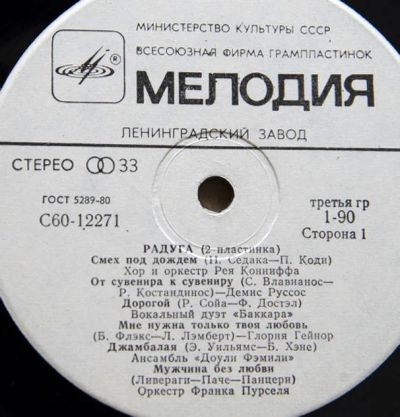 МИНИСТЕРСТВО КУЛЬТУРЫ СССР
ВСЕСОЮЗНАЯ ФИРМА ГРАМПЛАСТИНОК
®
МЕЛОДИЯ
ЛЕНИНГРАДСКИЙ ЗАВОД
СТЕРЕО 33
ГОСТ 5289-80
С60-12271
третья гр
1-90
Сторона 1
РАДУГА (2 пластинка)
Смех под дождем (Н. Седака—П. Коди)
Хор и оркестр Рея Конниффа
От сувенира к сувениру (С. Влавианос—
Р. Костандинос)—Демис Руссос
Дорогой (Р. Сойа—Ф. Достэл)
Вокальный дуэт «Баккара»
Мне нужна только твоя любовь
(Б. Флэкс—Л. Лэмберт)—Глория Гейнор
Джамбалая (Э. Уильямс—Б. Хэне)
Ансамбль «Доули Фэмили»
Мужчина без любви
(Ливераги—Паче—Панцери)
Оркестр Франка Пурселя